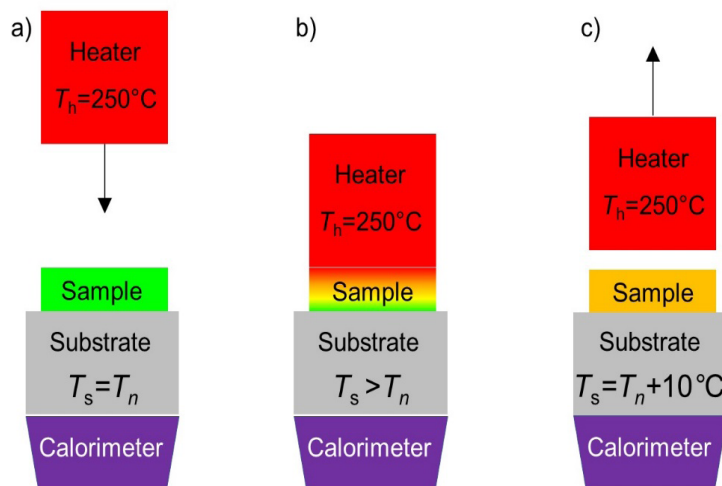 a)
Heater
Tₕ=250°C
Sample
Substrate
Tₛ=Tₙ
Calorimeter
b)
Heater
Tₕ=250°C
Sample
Substrate
Tₛ>Tₙ
Calorimeter
c)
Heater
Tₕ=250°C
Sample
Substrate
Tₛ=Tₙ+10°C
Calorimeter